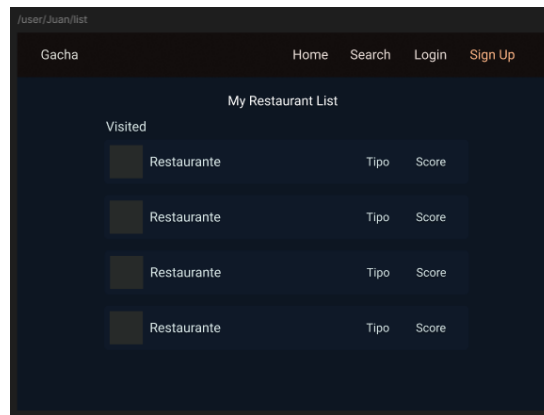 /user/Juan/list
Gacha Home Search Login Sign Up
My Restaurant List
Visited
Restaurante Tipo Score
Restaurante Tipo Score
Restaurante Tipo Score
Restaurante Tipo Score